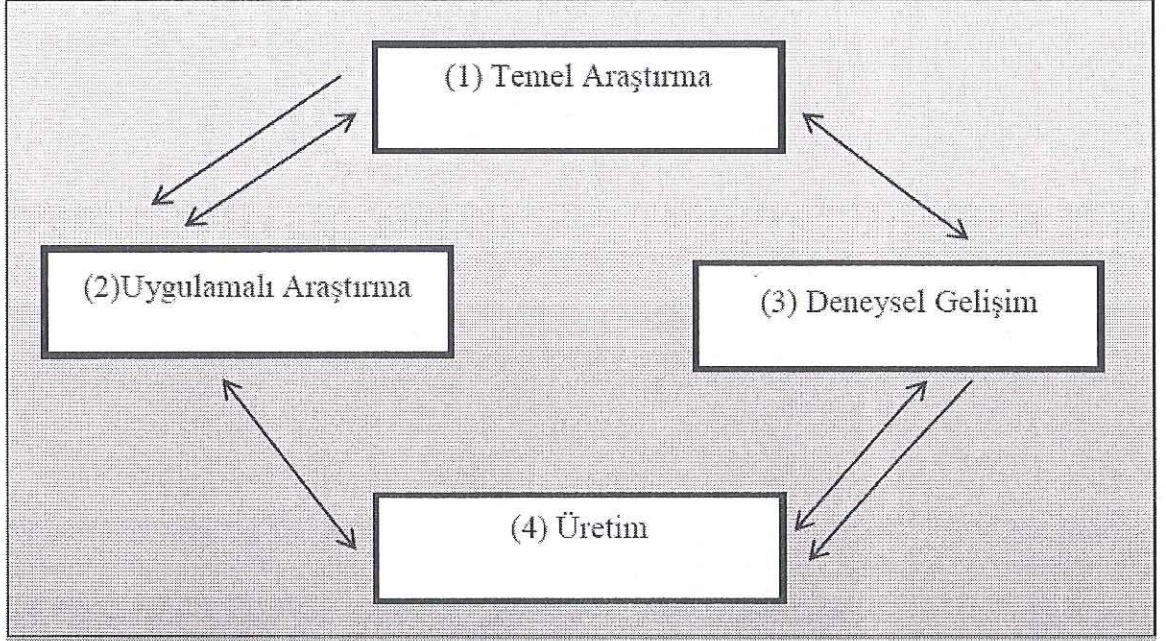 (1) Temel Araştırma
(2)Uygulamalı Araştırma
(3) Deneysel Gelişim
(4) Üretim